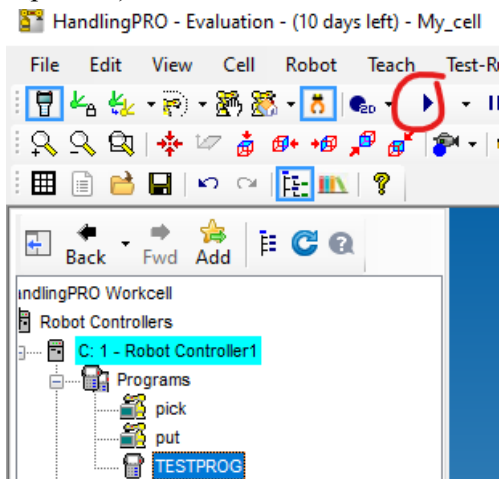 HandlingPRO - Evaluation - (10 days left) - My_cell
File Edit View Cell Robot Teach Test-R
2D
Back Fwd Add
ndlingPRO Workcell
Robot Controllers
C: 1 - Robot Controller1
Programs
pick
put
TESTPROG